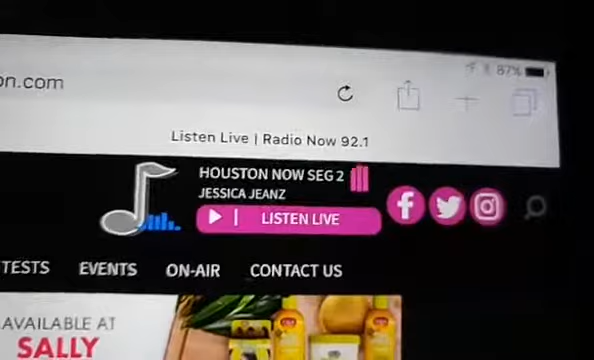 on.com
87%
Listen Live | Radio Now 92.1
HOUSTON NOW SEG 2
JESSICA JEANZ
LISTEN LIVE
TESTS EVENTS ON-AIR CONTACT US
AVAILABLE AT
SALLY